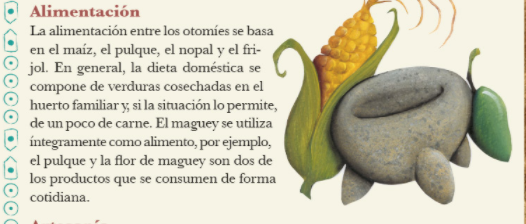 Alimentación
La alimentación entre los otomíes se basa
en el maíz, el pulque, el nopal y el fri-
jol. En general, la dieta doméstica se
compone de verduras cosechadas en el
huerto familiar y, si la situación lo permite,
de un poco de carne. El maguey se utiliza
íntegramente como alimento, por ejemplo,
el pulque y la flor de maguey son dos de
los productos que se consumen de forma
cotidiana.